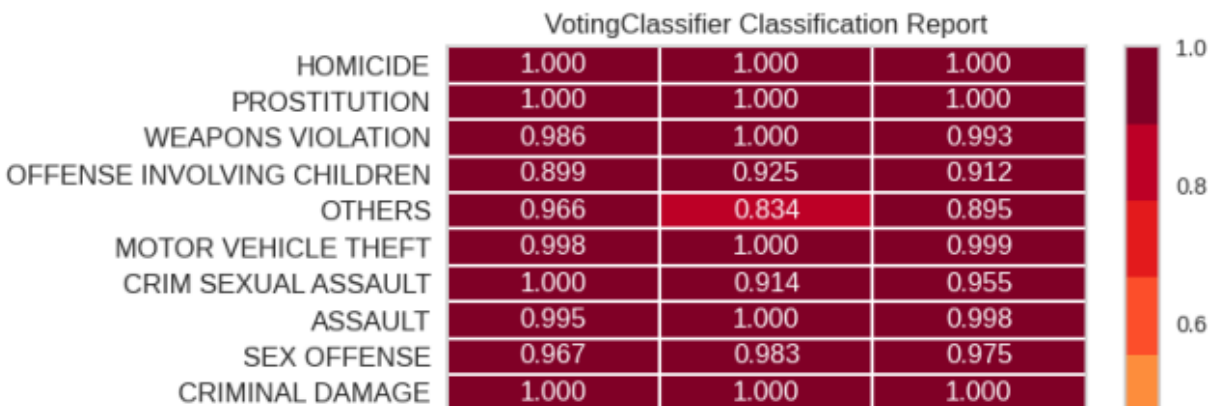 VotingClassifier Classification Report
HOMICIDE 1.000 1.000 1.000
PROSTITUTION 1.000 1.000 1.000
WEAPONS VIOLATION 0.986 1.000 0.993
OFFENSE INVOLVING CHILDREN 0.899 0.925 0.912
OTHERS 0.966 0.834 0.895
MOTOR VEHICLE THEFT 0.998 1.000 0.999
CRIM SEXUAL ASSAULT 1.000 0.914 0.955
ASSAULT 0.995 1.000 0.998
SEX OFFENSE 0.967 0.983 0.975
CRIMINAL DAMAGE 1.000 1.000 1.000
1.0
0.8
0.6